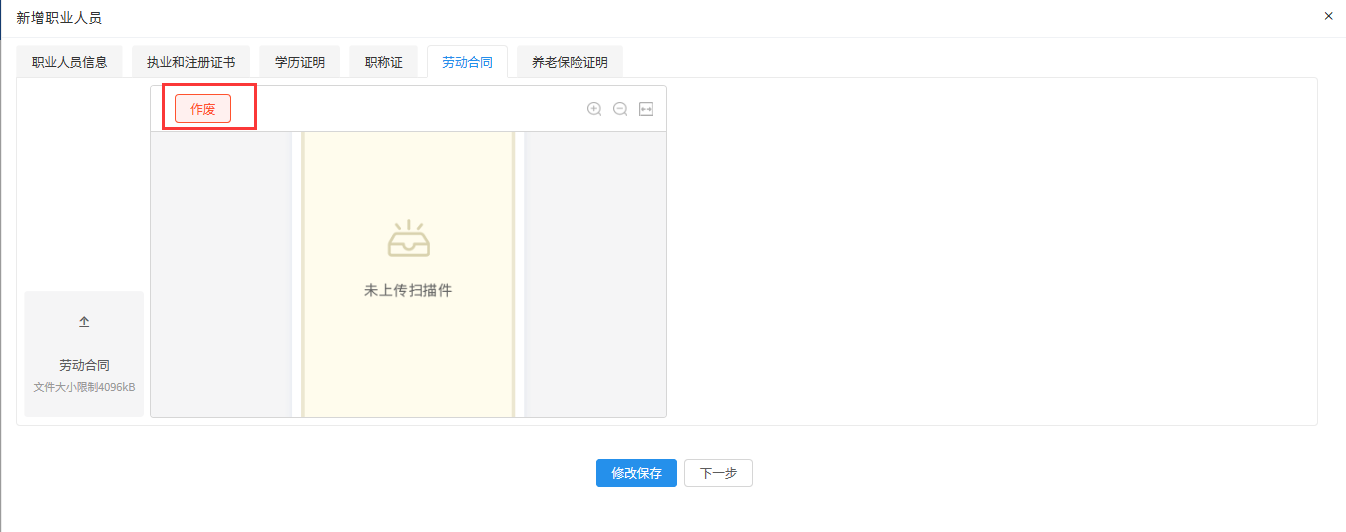 新增职业人员
职业人员信息
执业和注册证书
学历证明
职称证
劳动合同
养老保险证明
作废
未上传扫描件
劳动合同
文件大小限制4096kB
修改保存
下一步